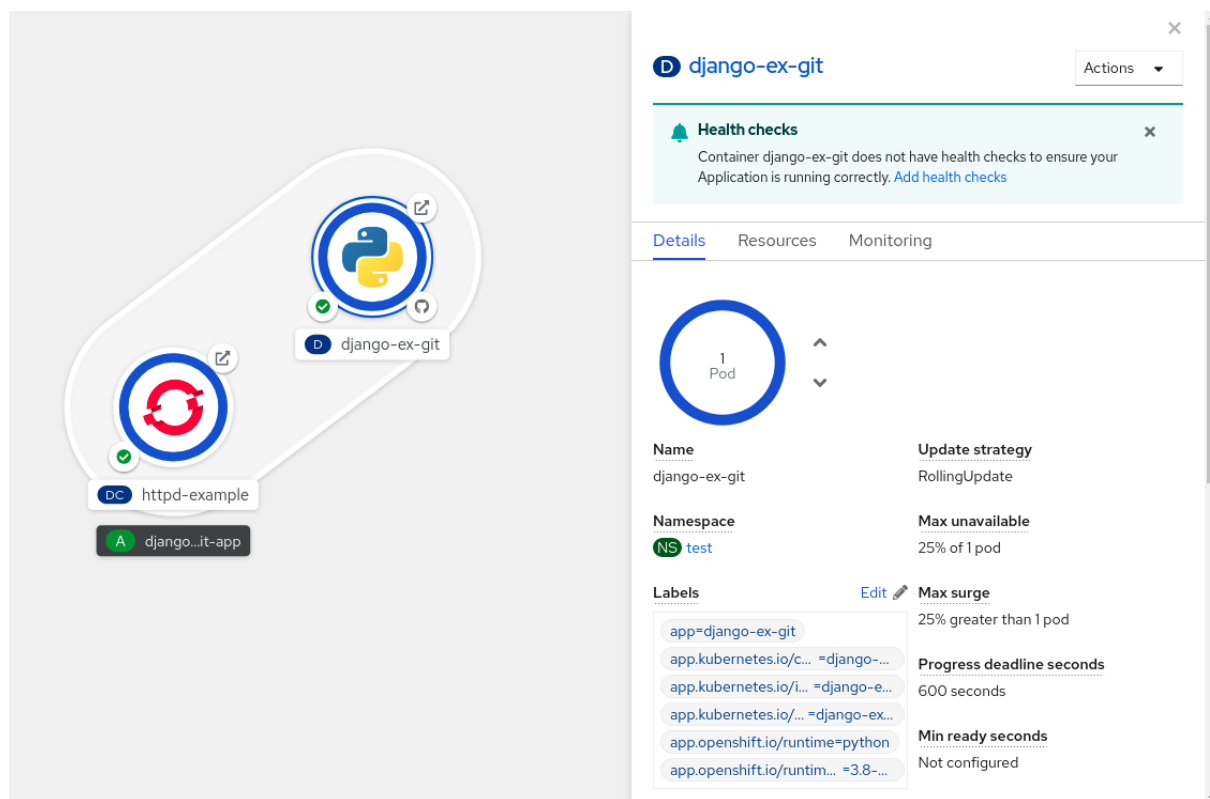 D django-ex-git
DC httpd-example
A django...it-app
D django-ex-git
Actions
Health checks
Container django-ex-git does not have health checks to ensure your
Application is running correctly. Add health checks
Details Resources Monitoring
1
Pod
Name
django-ex-git
Namespace
NS test
Labels Edit
app=django-ex-git
app.kubernetes.io/c... =django-...
app.kubernetes.io/i... =django-e...
app.kubernetes.io/... =django-ex...
app.openshift.io/runtime=python
app.openshift.io/runtim... =3.8-...
Update strategy
RollingUpdate
Max unavailable
25% of 1 pod
Max surge
25% greater than 1 pod
Progress deadline seconds
600 seconds
Min ready seconds
Not configured